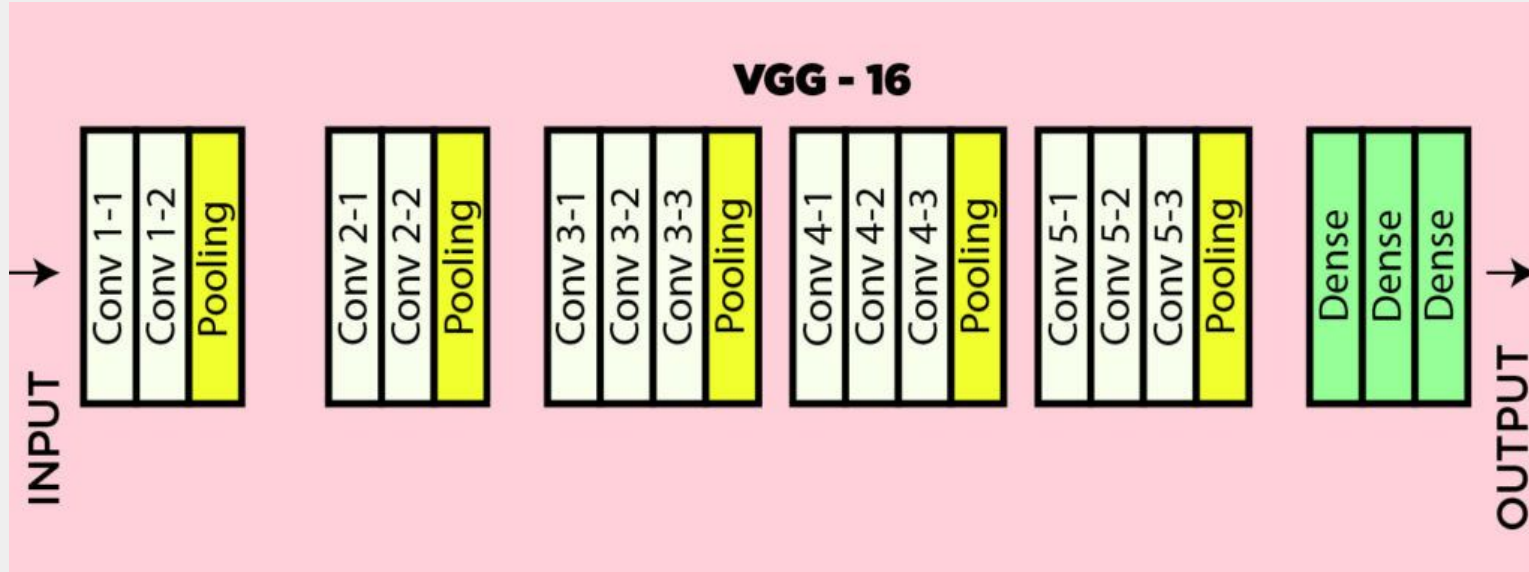 VGG - 16
INPUT
Conv 1-1
Conv 1-2
Pooling
Conv 2-1
Conv 2-2
Pooling
Conv 3-1
Conv 3-2
Conv 3-3
Pooling
Conv 4-1
Conv 4-2
Conv 4-3
Pooling
Conv 5-1
Conv 5-2
Conv 5-3
Pooling
Dense
Dense
Dense
OUTPUT